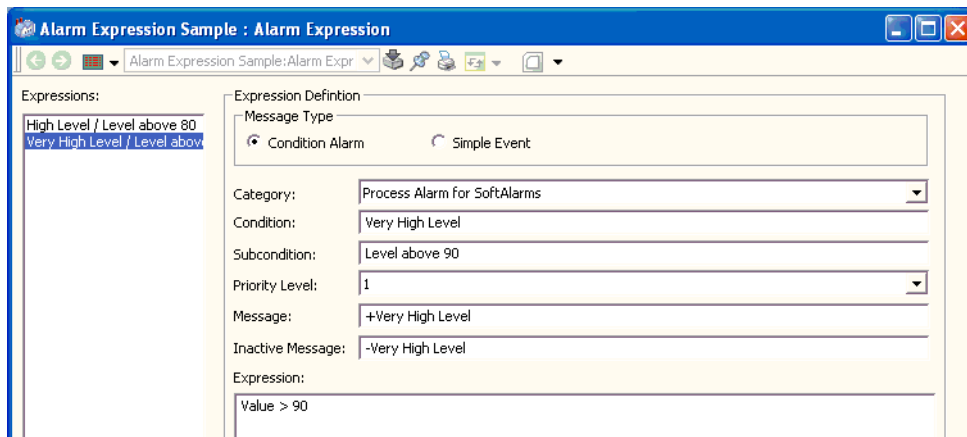 Alarm Expression Sample : Alarm Expression
Alarm Expression Sample:Alarm Expr
Expressions:
High Level / Level above 80
Very High Level / Level abov
Expression Defintion
Message Type
Condition Alarm
Simple Event
Category:
Process Alarm for SoftAlarms
Condition:
Very High Level
Subcondition:
Level above 90
Priority Level:
1
Message:
+Very High Level
Inactive Message:
-Very High Level
Expression:
Value > 90